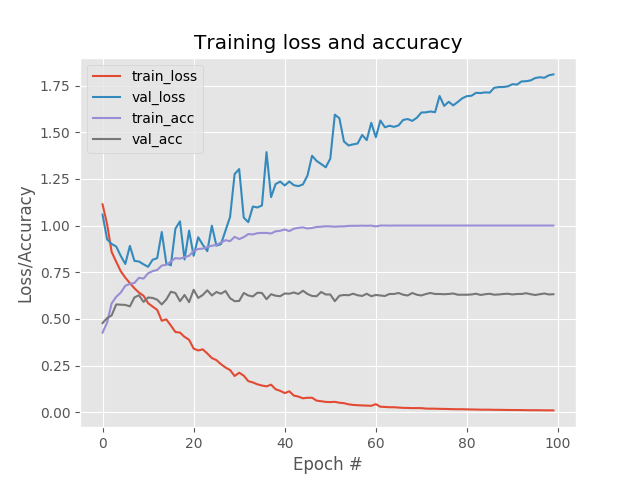 Training loss and accuracy
train_loss
val_loss
train_acc
val_acc
Loss/Accuracy
1.75
1.50
1.25
1.00
0.75
0.50
0.25
0.00
0 20 40 60 80 100
Epoch #